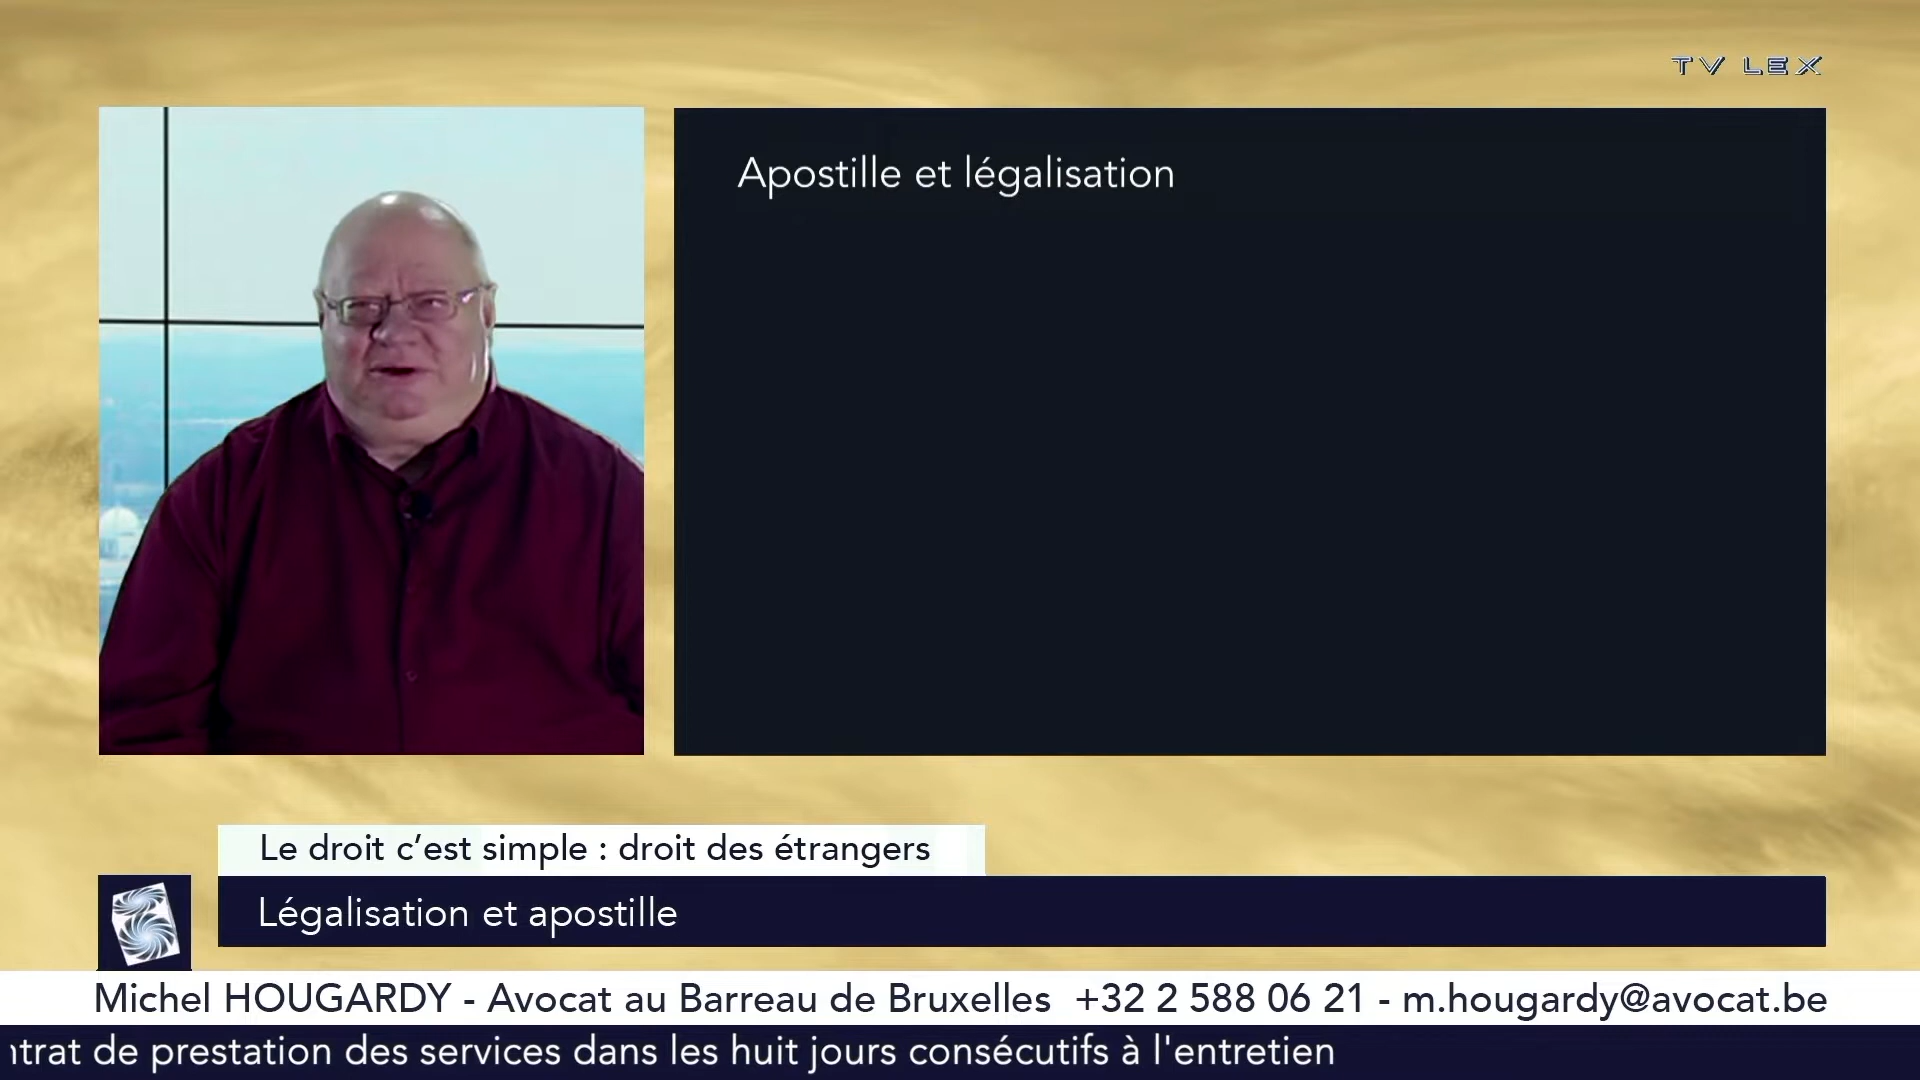 TV LEX
Apostille et légalisation
Le droit c’est simple : droit des étrangers
Légalisation et apostille
Michel HOUGARDY - Avocat au Barreau de Bruxelles +32 2 588 06 21 - m.hougardy@avocat.be
de prestation des services dans les huit jours consécutifs à l'entretien